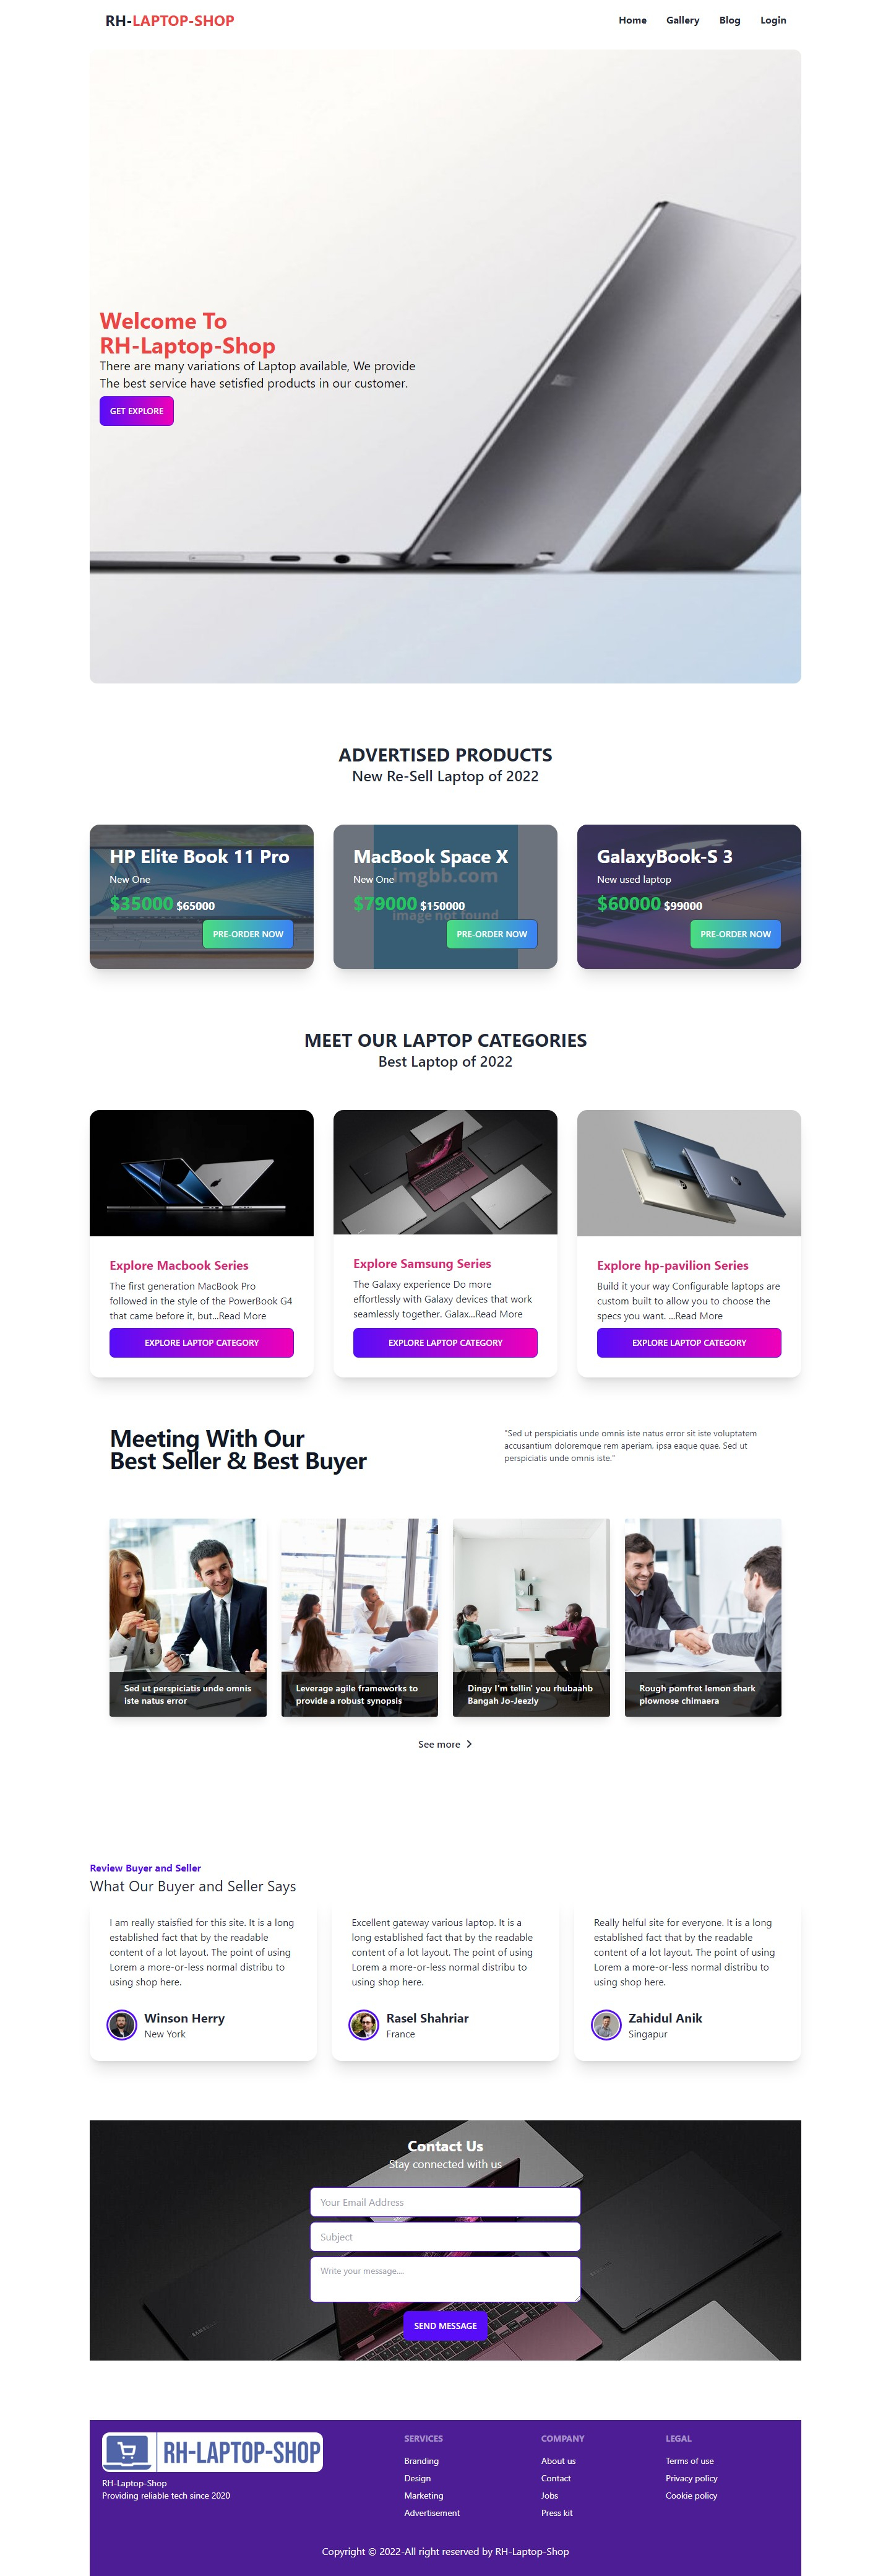 RH-LAPTOP-SHOP
Home Gallery Blog Login
Welcome To
RH-Laptop-Shop
There are many variations of Laptop available, We provide
The best service have setisfied products in our customer.
GET EXPLORE
ADVERTISED PRODUCTS
New Re-Sell Laptop of 2022
HP Elite Book 11 Pro
New One
$35000 $65000
PRE-ORDER NOW
MacBook Space X
imgbb.com
New One
$79000 $150000
image not found
PRE-ORDER NOW
GalaxyBook-S 3
New used laptop
$60000 $99000
PRE-ORDER NOW
MEET OUR LAPTOP CATEGORIES
Best Laptop of 2022
Explore Macbook Series
The first generation MacBook Pro
followed in the style of the PowerBook G4
that came before it, but...Read More
EXPLORE LAPTOP CATEGORY
Explore Samsung Series
The Galaxy experience Do more
effortlessly with Galaxy devices that work
seamlessly together. Galax...Read More
EXPLORE LAPTOP CATEGORY
Explore hp-pavilion Series
Build it your way Configurable laptops are
custom built to allow you to choose the
specs you want. ...Read More
EXPLORE LAPTOP CATEGORY
Meeting With Our
Best Seller & Best Buyer
"Sed ut perspiciatis unde omnis iste natus error sit iste voluptatem
accusantium doloremque rem aperiam, ipsa eaque quae. Sed ut
perspiciatis unde omnis iste."
Sed ut perspiciatis unde omnis
iste natus error
Leverage agile frameworks to
provide a robust synopsis
Dingy I'm tellin' you rhubaahb
Bangah Jo-Jeezly
Rough pomfret lemon shark
plownose chimaera
See more
Review Buyer and Seller
What Our Buyer and Seller Says
I am really staisfied for this site. It is a long
established fact that by the readable
content of a lot layout. The point of using
Lorem a more-or-less normal distribu to
using shop here.
Winson Herry
New York
Excellent gateway various laptop. It is a
long established fact that by the readable
content of a lot layout. The point of using
Lorem a more-or-less normal distribu to
using shop here.
Rasel Shahriar
France
Really helful site for everyone. It is a long
established fact that by the readable
content of a lot layout. The point of using
Lorem a more-or-less normal distribu to
using shop here.
Zahidul Anik
Singapur
Contact Us
Stay connected with us
Your Email Address
Subject
Write your message....
SEND MESSAGE
RH-LAPTOP-SHOP
RH-Laptop-Shop
Providing reliable tech since 2020
SERVICES
Branding
Design
Marketing
Advertisement
COMPANY
About us
Contact
Jobs
Press kit
LEGAL
Terms of use
Privacy policy
Cookie policy
Copyright © 2022-All right reserved by RH-Laptop-Shop